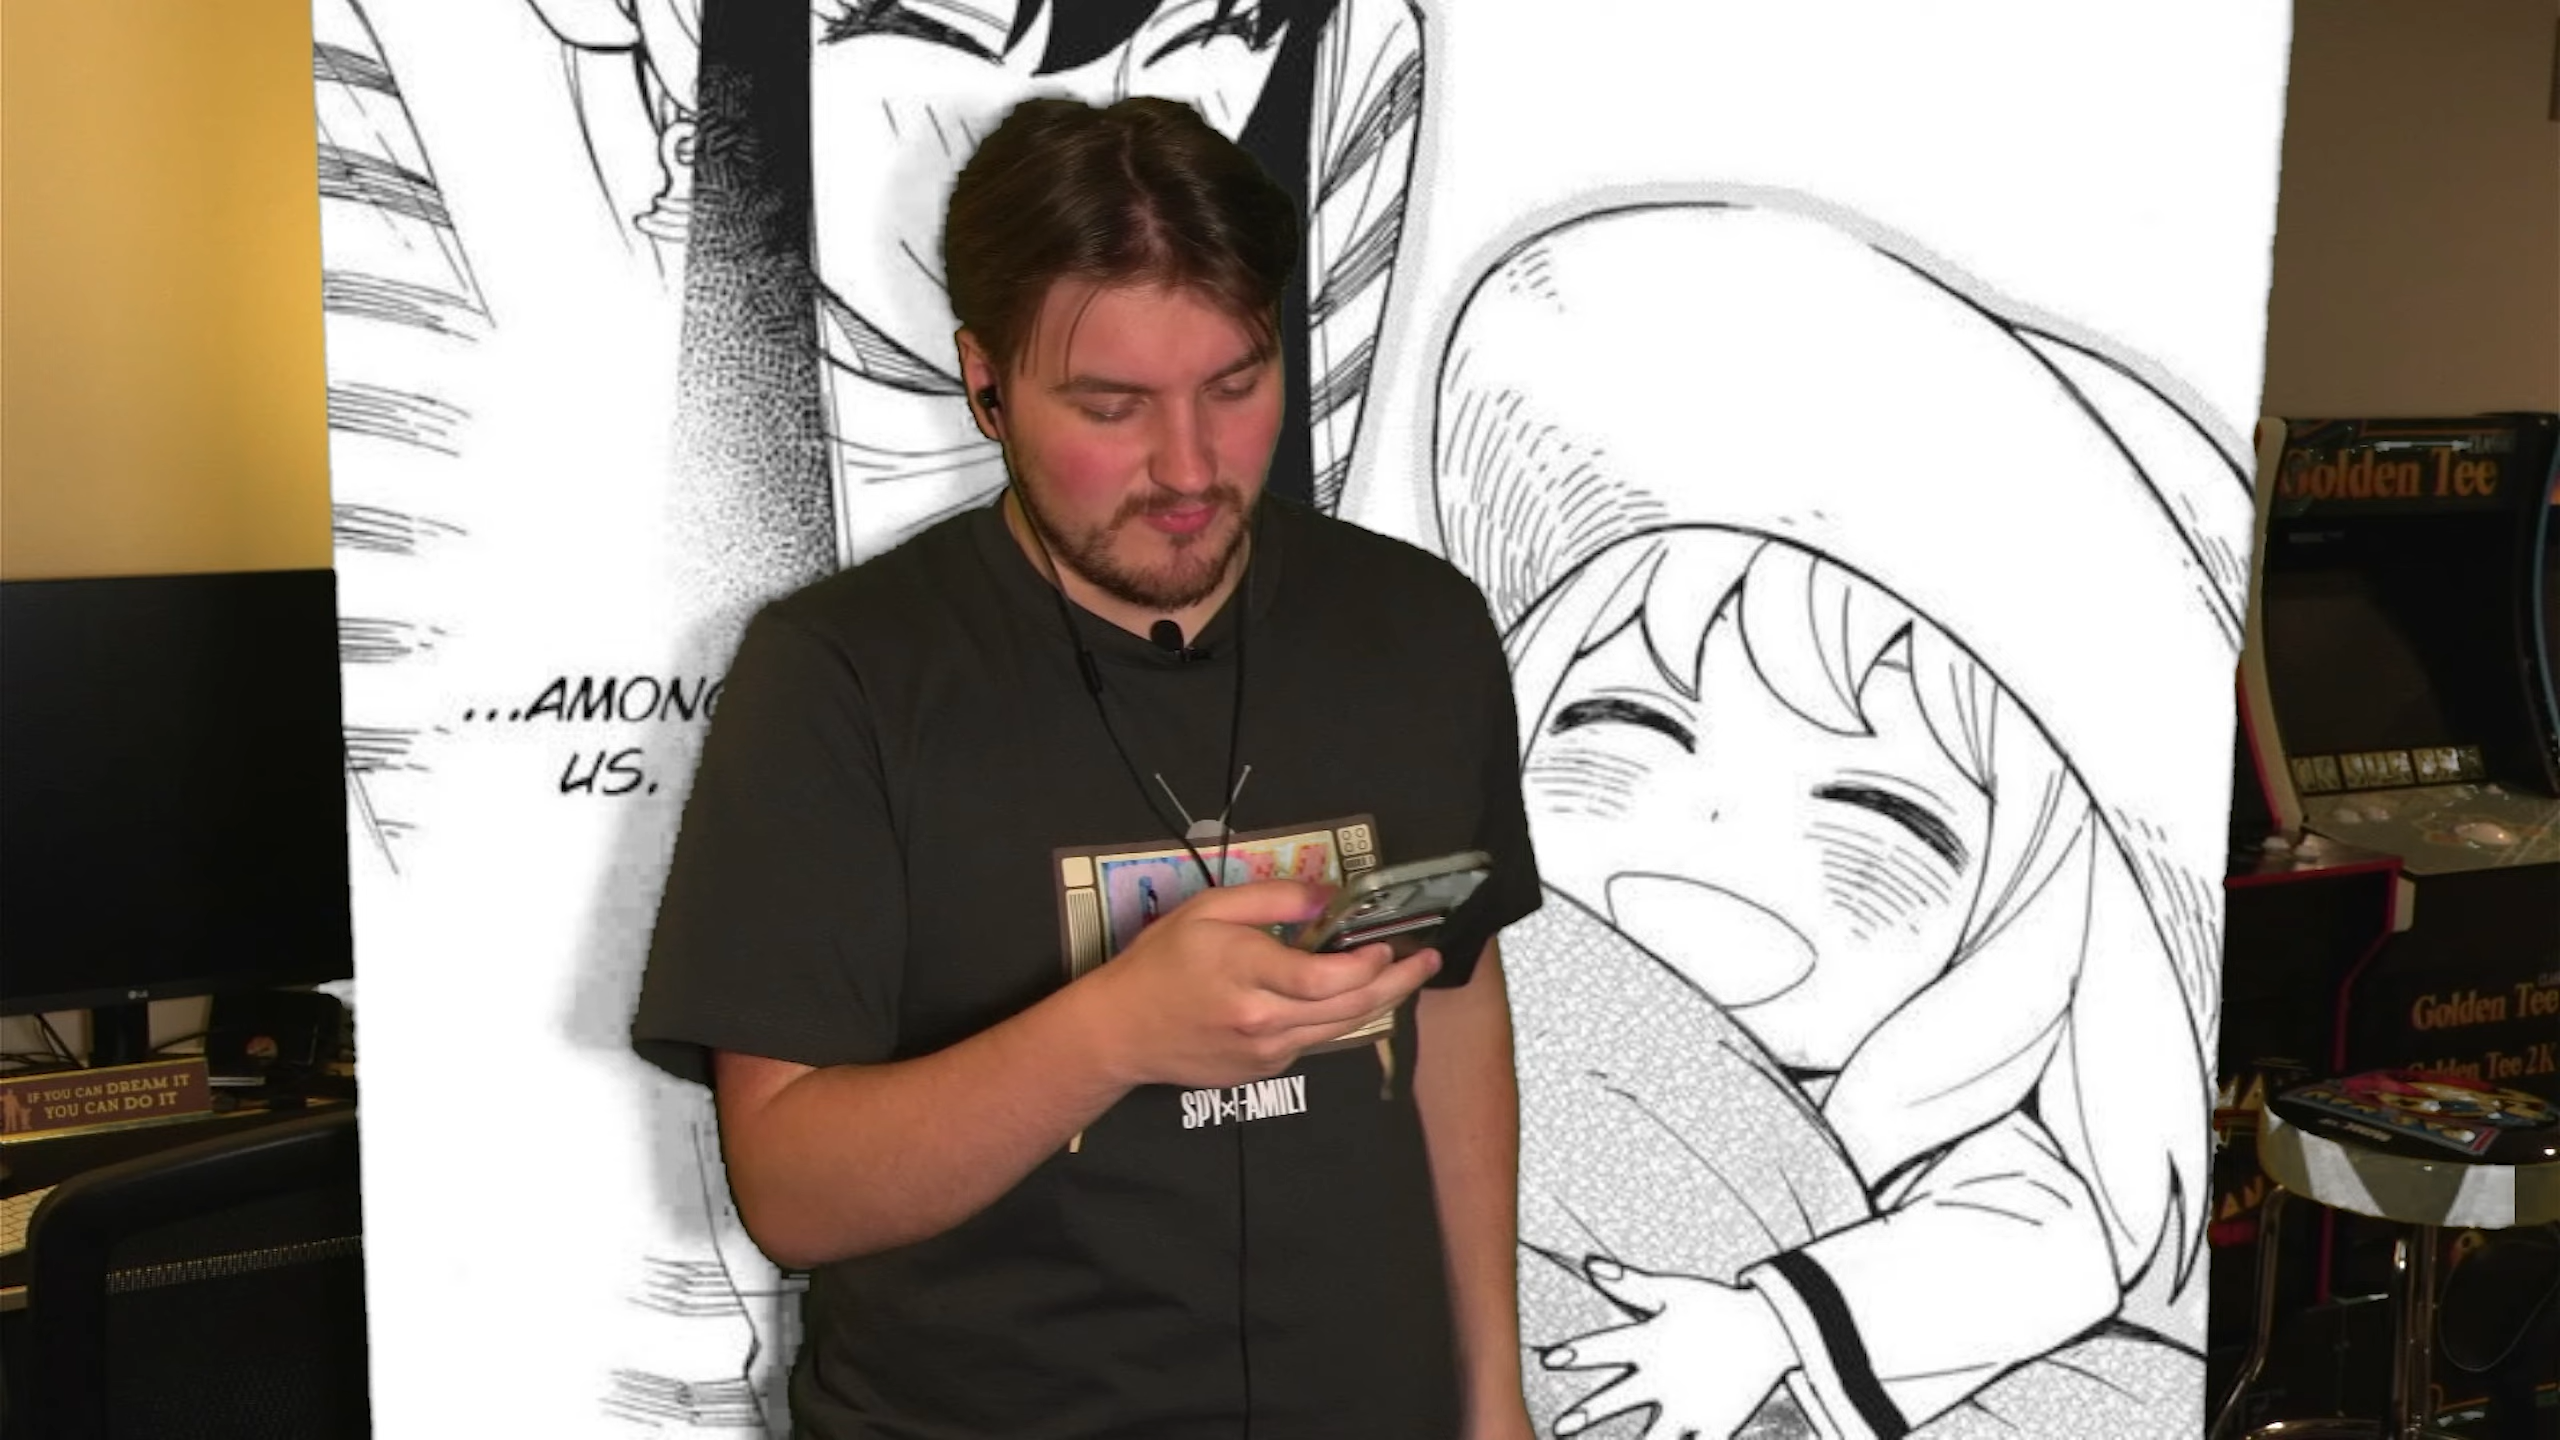 Golden Tee
...AMONG
US.
Golden Tee
Golden Tee 2K
IF YOU CAN DREAM IT
YOU CAN DO IT
SPY×FAMILY
LG